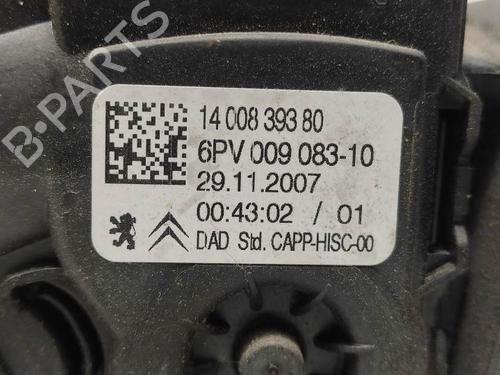 14 008 393 80
6PV 009 083-10
29.11.2007
00:43:02 / 01
DAD Std. CAPP-HISC-00
B-PARTS